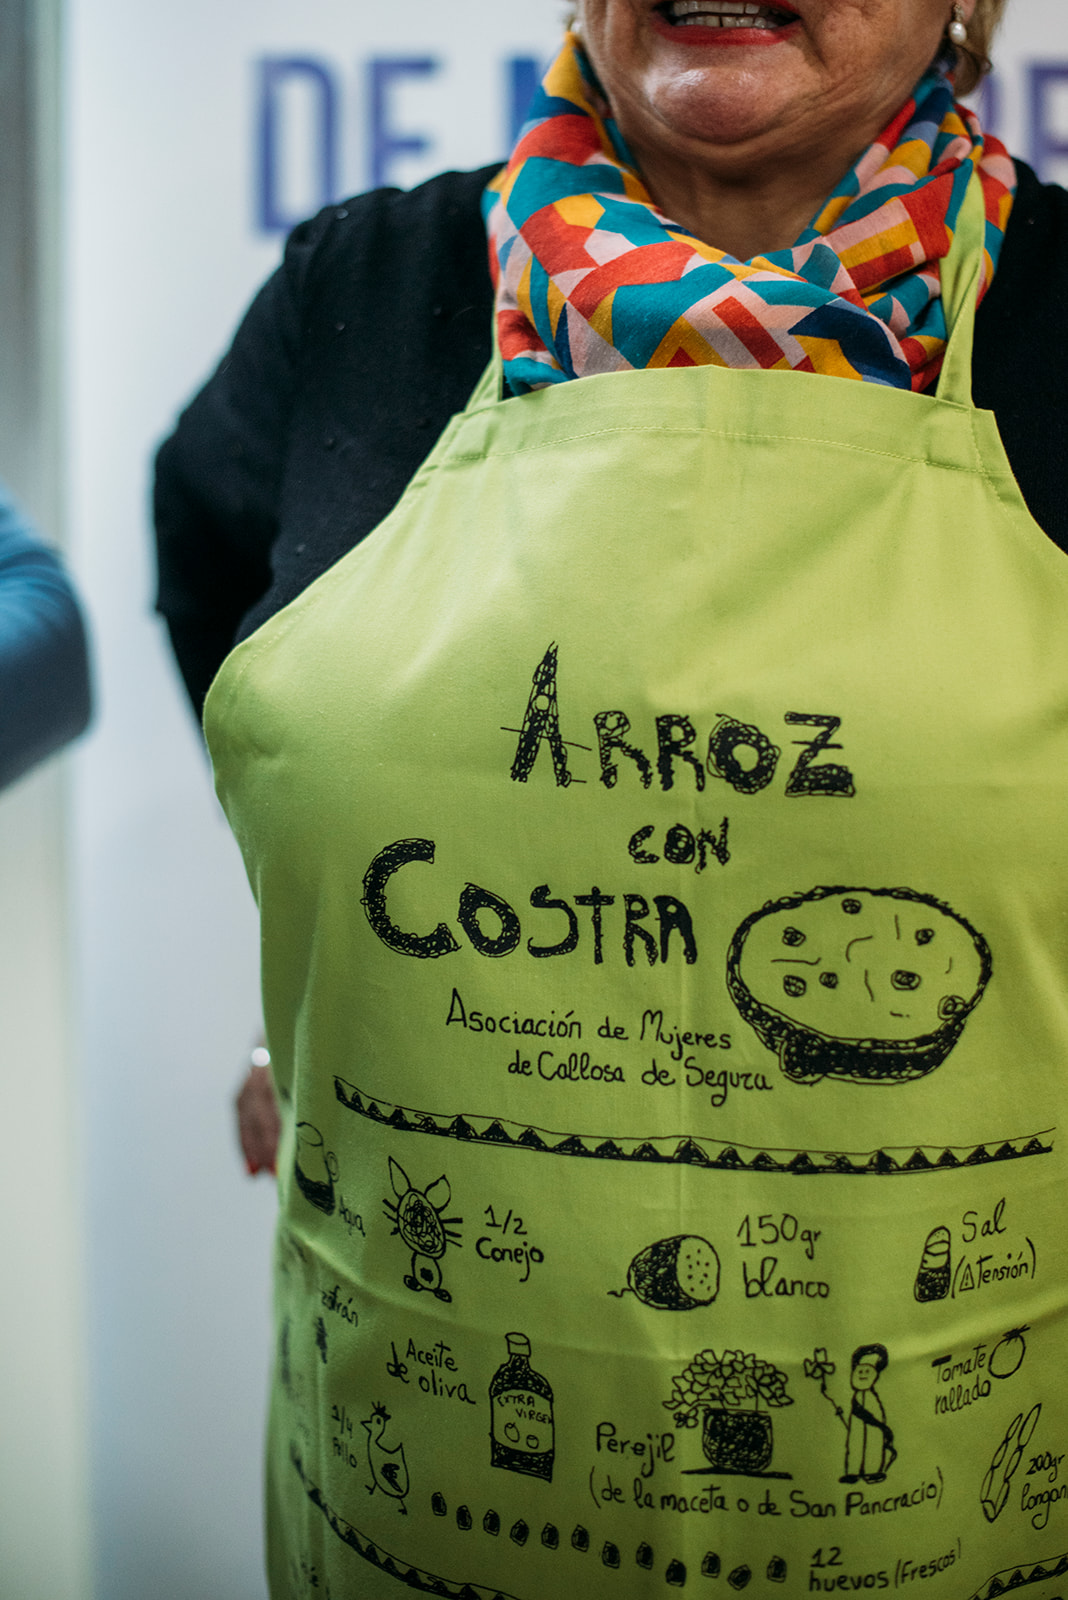 DE
ARROZ
CON
COSTRA
Asociación de Mujeres
de Callosa de Segura
Agua
1/2
Conejo
150gr
blanco
Sal
(⚠Tensión)
Aceite
de oliva
EXTRA
VIRGEN
1/4
Pollo
Perejil
(de la maceta o de San Pancracio)
Tomate
rallado
200gr
12
huevos (frescos)